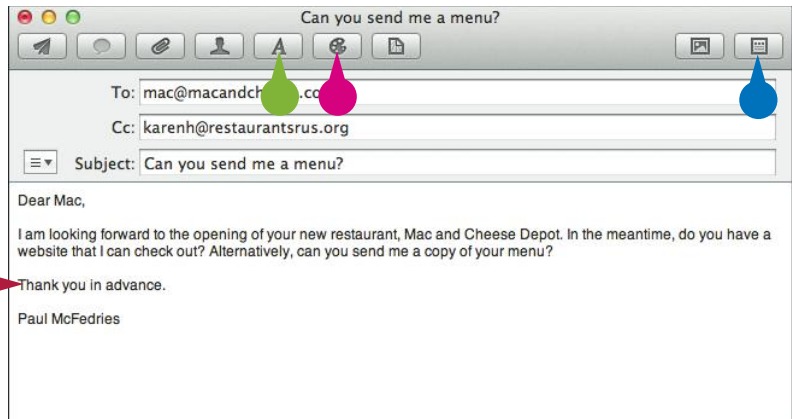 Can you send me a menu?
A
To: mac@macandch .co
Cc: karenh@restaurantsrus.org
Subject: Can you send me a menu?
Dear Mac,
I am looking forward to the opening of your new restaurant, Mac and Cheese Depot. In the meantime, do you have a
website that I can check out? Alternatively, can you send me a copy of your menu?
Thank you in advance.
Paul McFedries